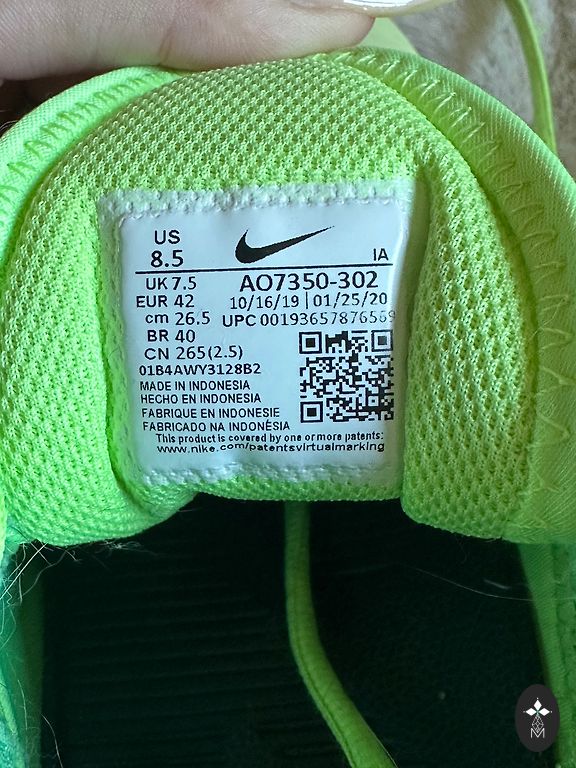 US
8.5
IA
UK 7.5
AO7350-302
EUR 42
10/16/19 | 01/25/20
cm 26.5
UPC 00193657876569
BR 40
CN 265(2.5)
01B4AWY3128B2
MADE IN INDONESIA
HECHO EN INDONESIA
FABRIQUE EN INDONESIE
FABRICADO NA INDONÉSIA
This product is covered by one or more patents:
www.nike.com/patentsvirtualmarking
M